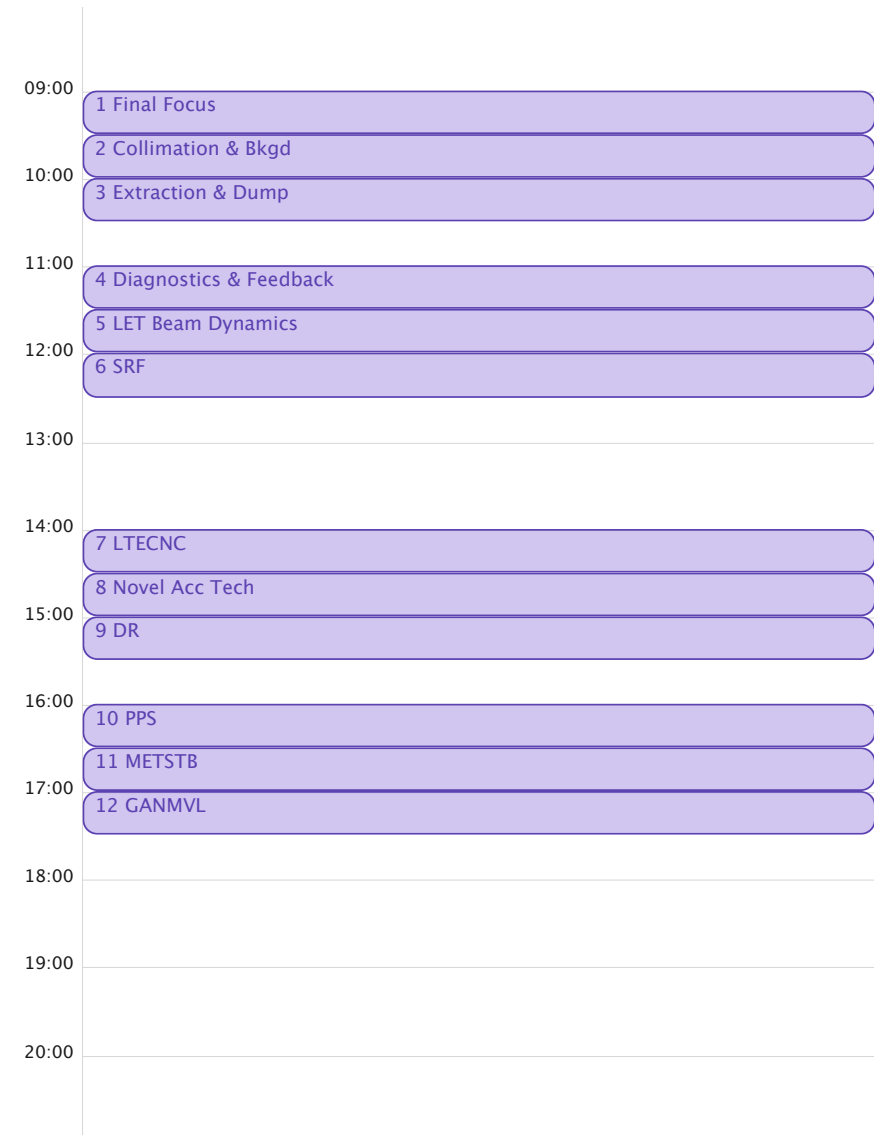 09:00
1 Final Focus
2 Collimation & Bkgd
10:00
3 Extraction & Dump
11:00
4 Diagnostics & Feedback
5 LET Beam Dynamics
12:00
6 SRF
13:00
14:00
7 LTECNC
8 Novel Acc Tech
15:00
9 DR
16:00
10 PPS
11 METSTB
17:00
12 GANMVL
18:00
19:00
20:00